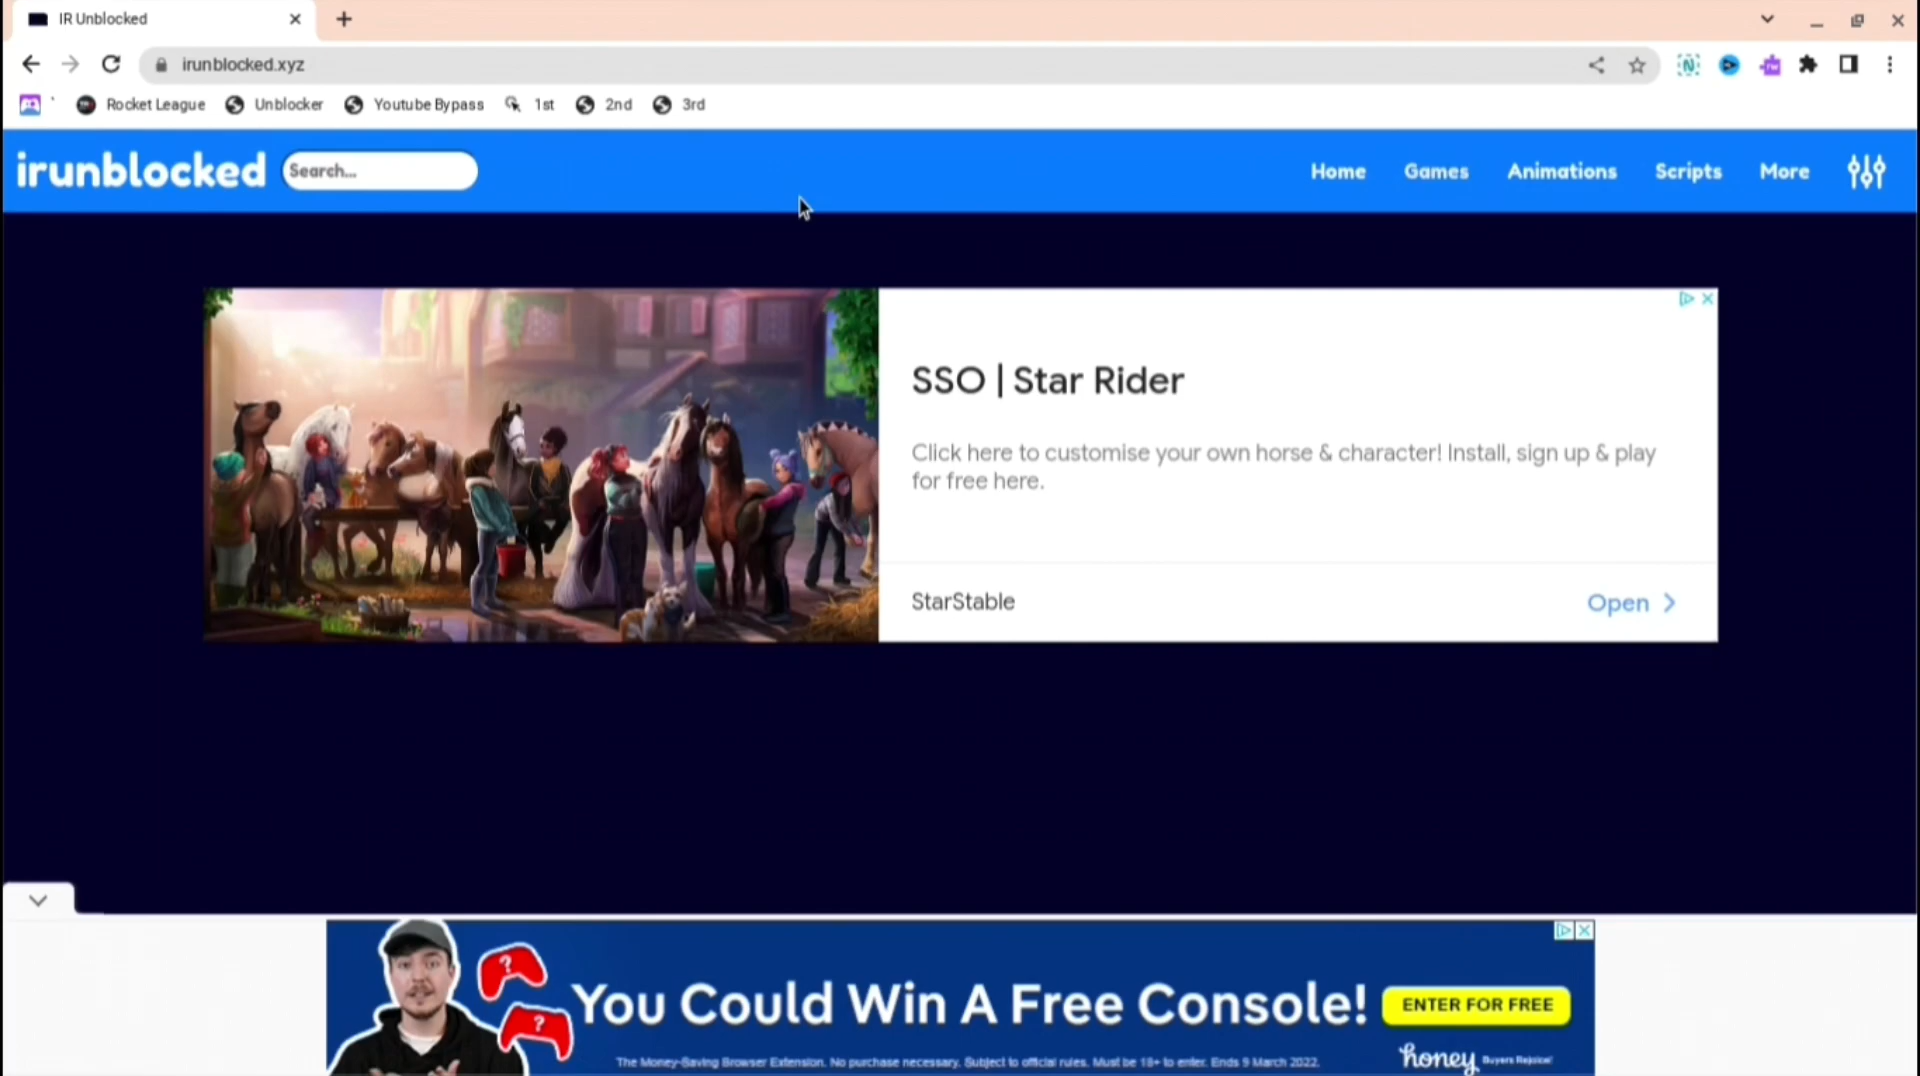 IR Unblocked
irunblocked.xyz
Rocket League
Unblocker
Youtube Bypass
1st
2nd
3rd
irunblocked
Search...
Home
Games
Animations
Scripts
More
SSO | Star Rider
Click here to customise your own horse & character! Install, sign up & play
for free here.
StarStable
Open
You Could Win A Free Console!
ENTER FOR FREE
The Money-Saving Browser Extension. No purchase necessary. Subject to official rules. Must be 18+ to enter. Ends 9 March 2022.
honey
Buyers Rejoice!